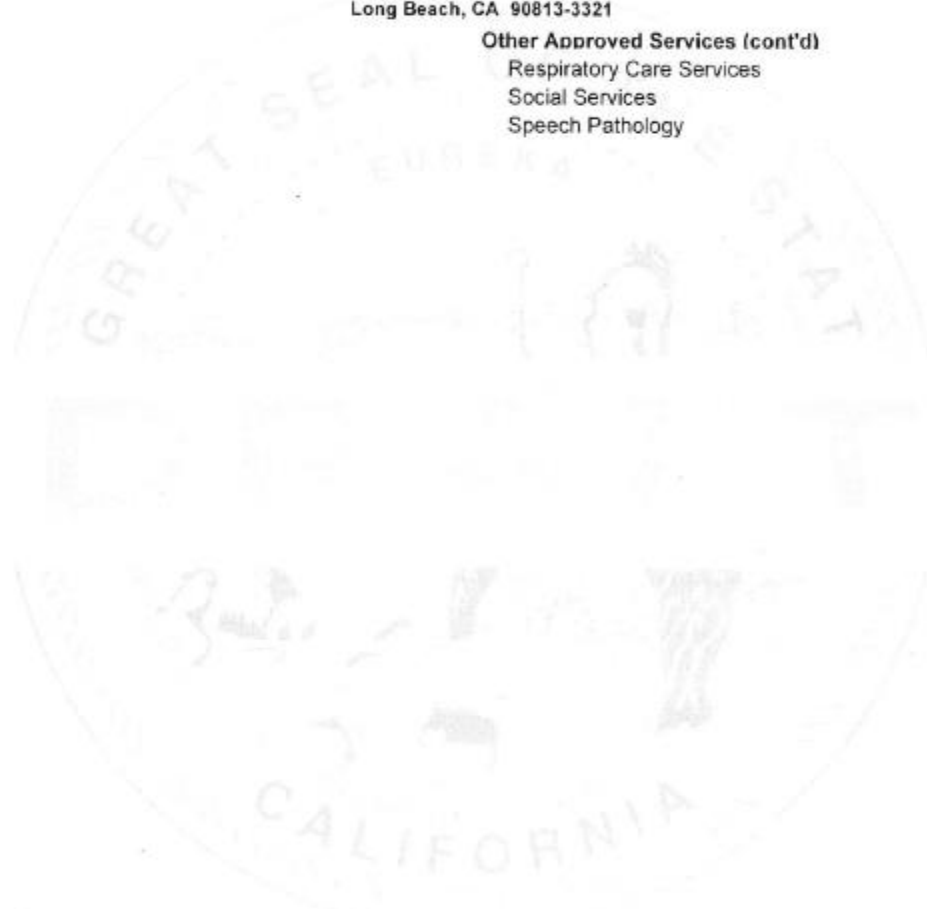 Long Beach, CA 90813-3321
Other Approved Services (cont'd)
Respiratory Care Services
Social Services
Speech Pathology
GREAT SEAL
EUREKA
CALIFORNIA